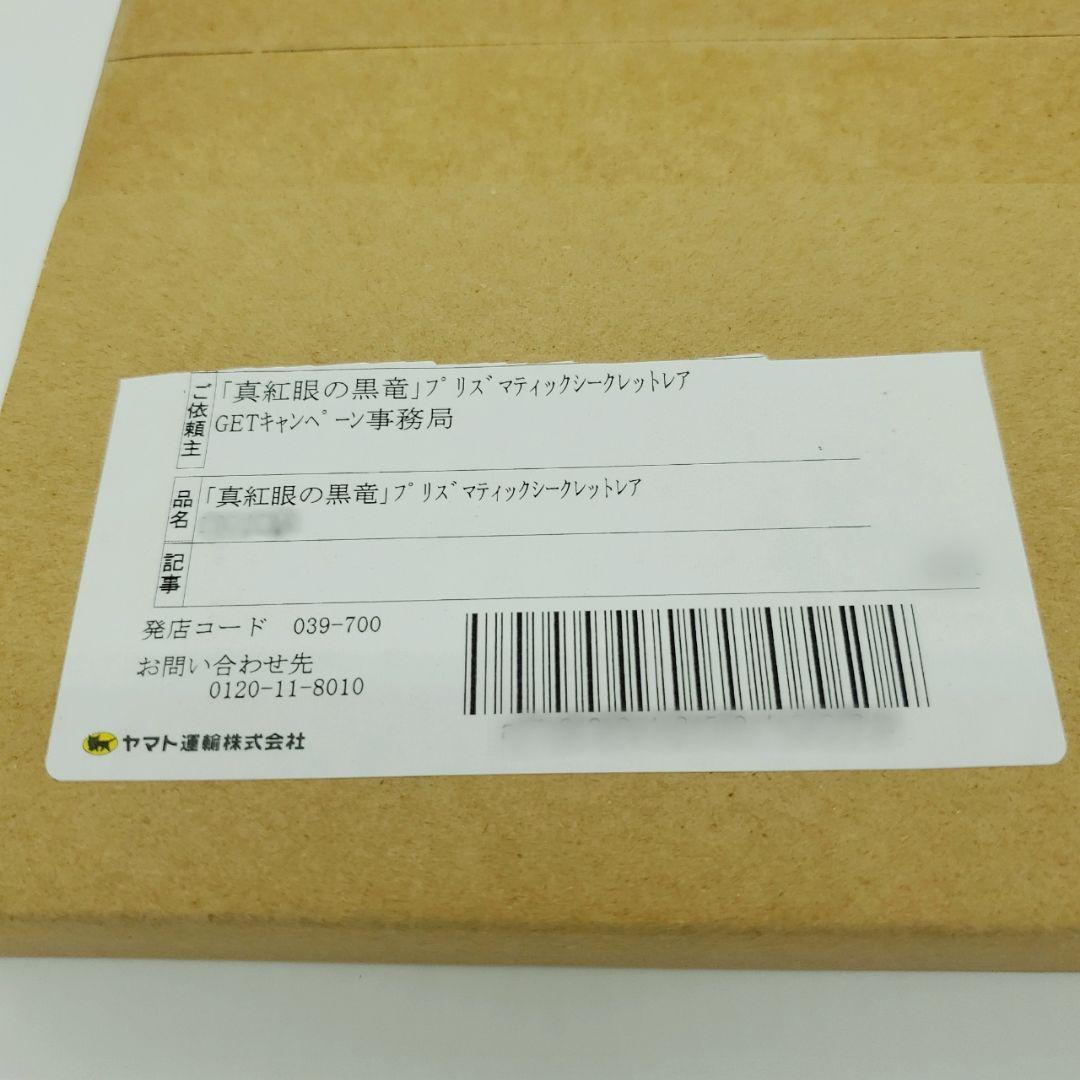 ご依頼主
「真紅眼の黒竜」ﾌﾟﾘｽﾞﾏﾃｨｯｸｼｰｸﾚｯﾄﾚｱ
GETｷｬﾝﾍﾟｰﾝ事務局
品名
「真紅眼の黒竜」ﾌﾟﾘｽﾞﾏﾃｨｯｸｼｰｸﾚｯﾄﾚｱ
記事
発店コード 039-700
お問い合わせ先
0120-11-8010
ヤマト運輸株式会社